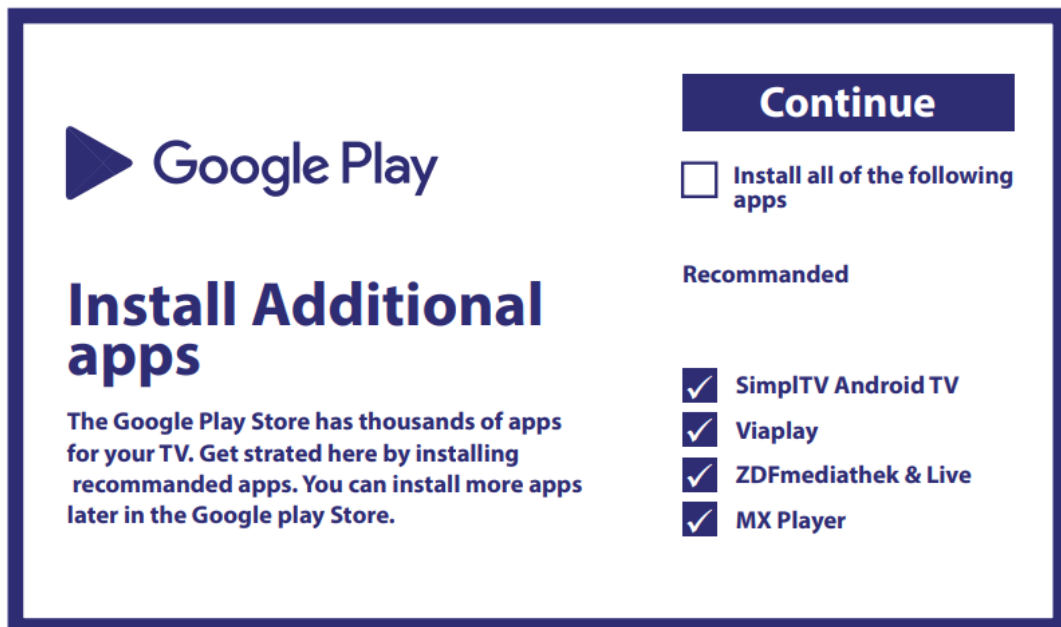 Google Play
Install Additional
apps
The Google Play Store has thousands of apps
for your TV. Get strated here by installing
recommanded apps. You can install more apps
later in the Google play Store.
Continue
Install all of the following
apps
Recommanded
SimplTV Android TV
Viaplay
ZDFmediathek & Live
MX Player